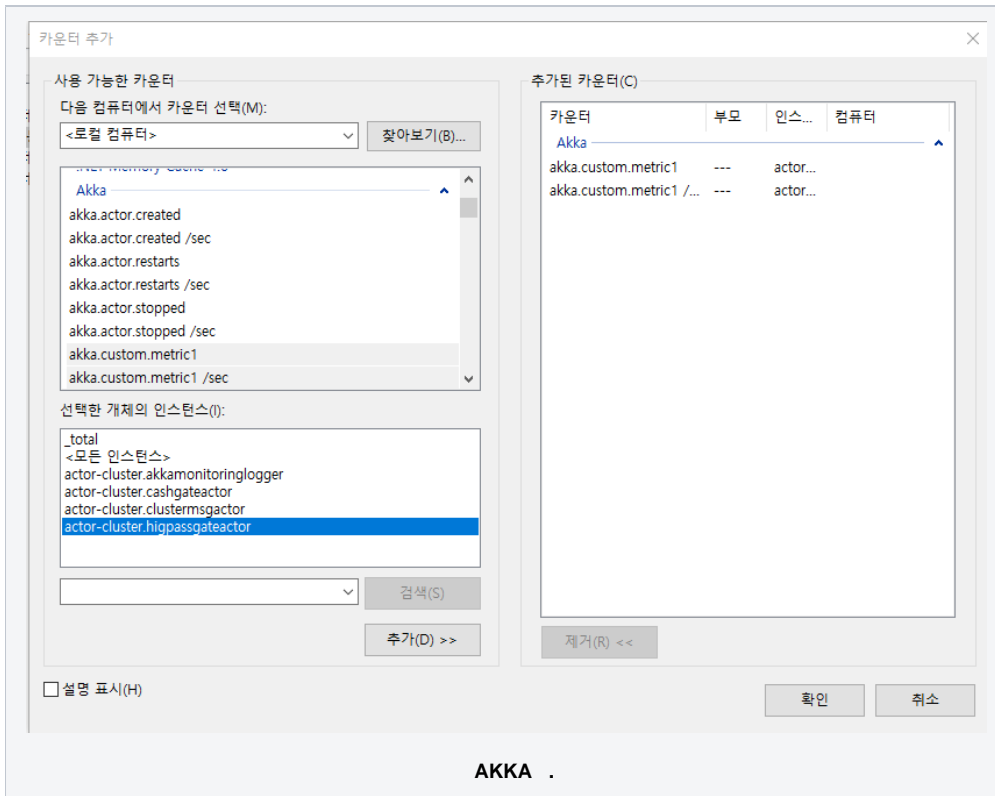 카운터 추가
사용 가능한 카운터
다음 컴퓨터에서 카운터 선택(M):
<로컬 컴퓨터>
찾아보기(B)...
.NET Memory Cache 4.0
Akka
akka.actor.created
akka.actor.created /sec
akka.actor.restarts
akka.actor.restarts /sec
akka.actor.stopped
akka.actor.stopped /sec
akka.custom.metric1
akka.custom.metric1 /sec
선택한 개체의 인스턴스(I):
_total
<모든 인스턴스>
actor-cluster.akkamonitoringlogger
actor-cluster.cashgateactor
actor-cluster.clustermsgactor
actor-cluster.higpassgateactor
검색(S)
추가(D) >>
설명 표시(H)
추가된 카운터(C)
카운터 부모 인스... 컴퓨터
Akka
akka.custom.metric1 --- actor...
akka.custom.metric1 /... --- actor...
제거(R) <<
확인 취소
AKKA .